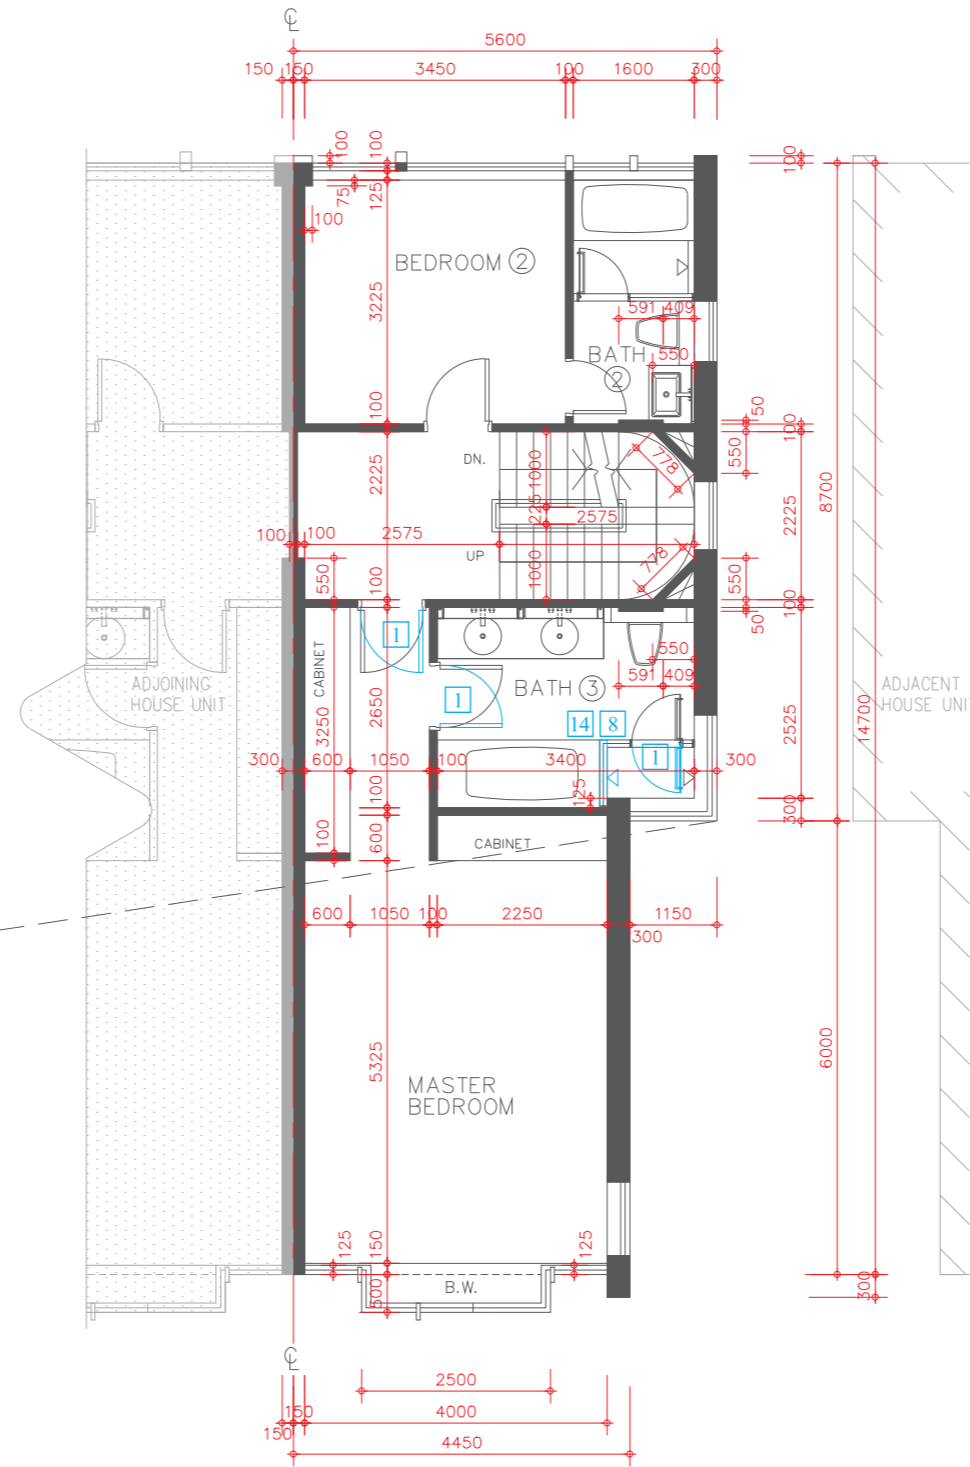 ℄
5600
150 150 3450 100 1600 300
100 100 100
75 125
100
BEDROOM ②
3225
591 409
BATH 550
②
100 50 100
DN. 1000 778 550
2225 8700
225 2575 2225
100 100 2575
UP 1000 778
550 100 550
100
50
1
CABINET
550
1 591 409
ADJOINING
HOUSE UNIT
BATH ③
ADJACENT
HOUSE UNI
3250 2650 14 8 2525 14700
1
300 600 1050 100 3400 300
100 125 300
100 600 CABINET
600 1050 100 2250 1150
300
6000
5325
MASTER
BEDROOM
125 150 125
B.W.
600 300
℄
2500
150 4000
150
4450